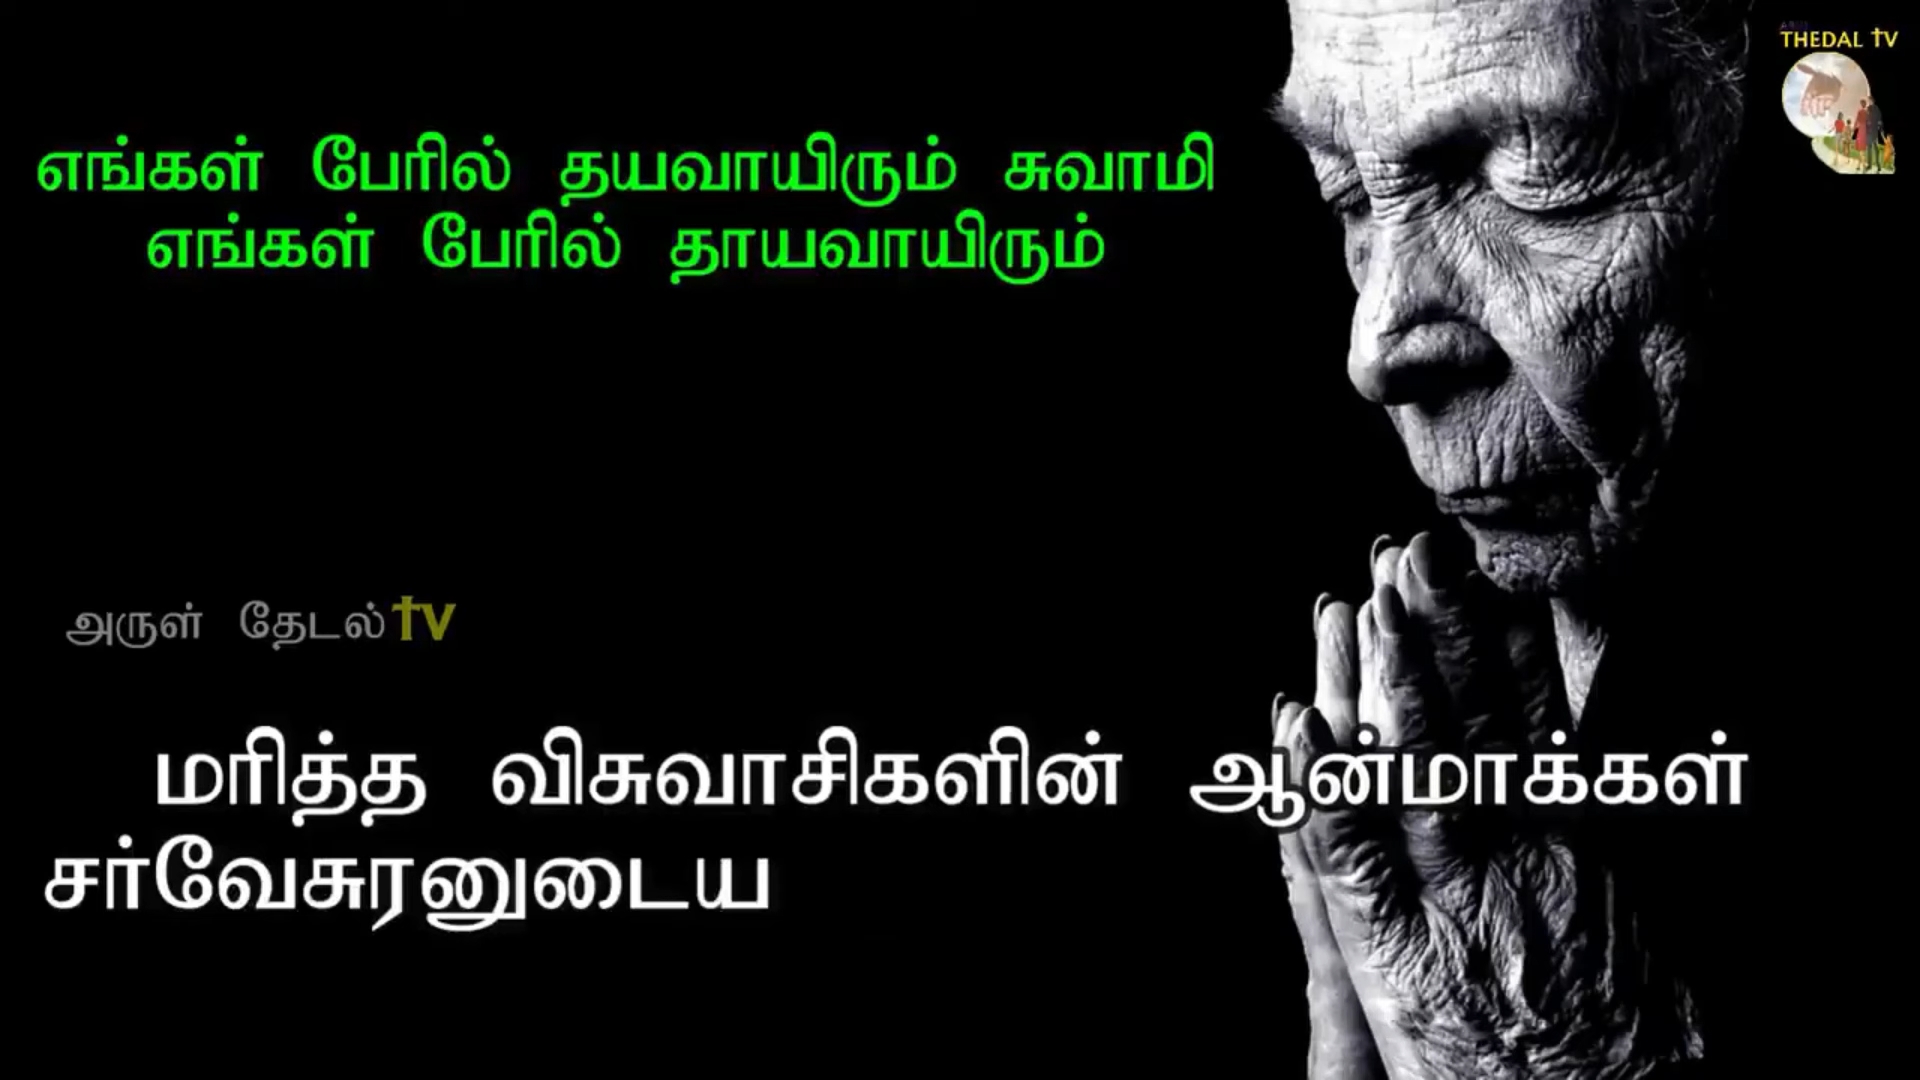 THEDAL TV
எங்கள் பேரில் தயவாயிரும் சுவாமி
எங்கள் பேரில் தாயவாயிரும்
அருள் தேடல் TV
மரித்த விசுவாசிகளின் ஆன்மாக்கள்
சர்வேசுரனுடைய